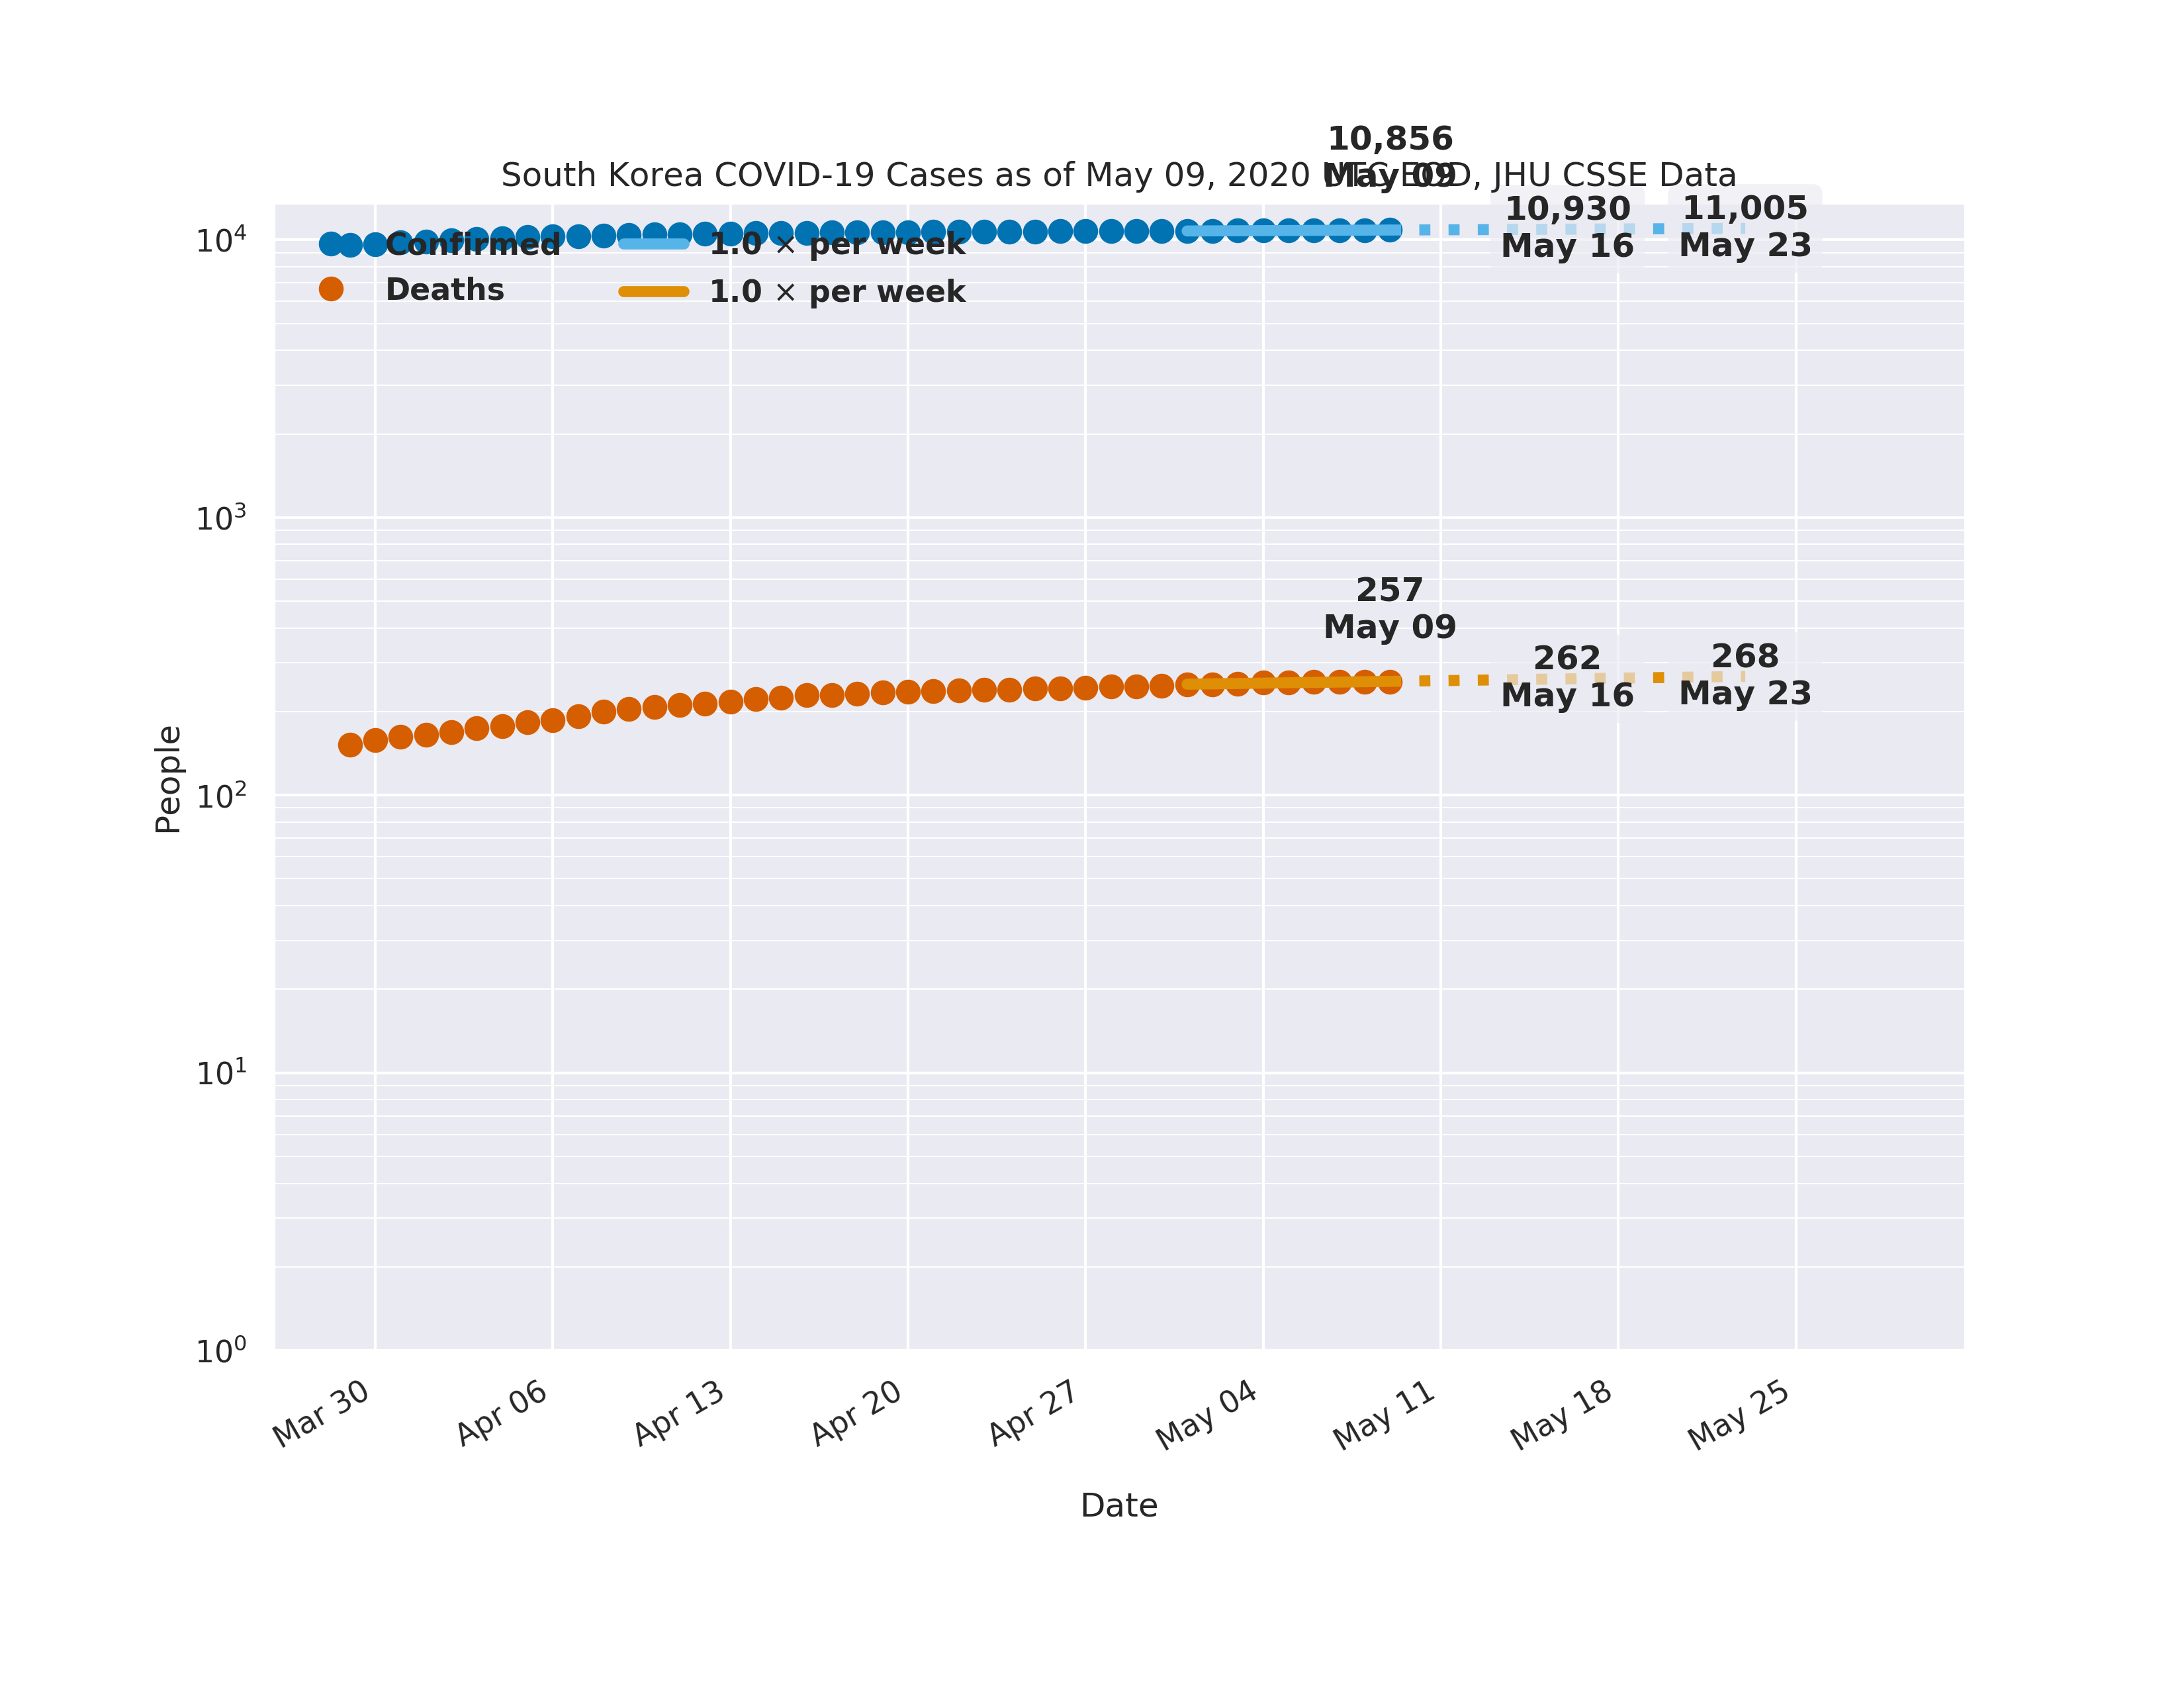 10,856
May 09
South Korea COVID-19 Cases as of May 09, 2020 UTC EOD, JHU CSSE Data
10,930
May 16
11,005
May 23
Confirmed
1.0 × per week
Deaths
1.0 × per week
10⁴
10³
10²
10¹
10⁰
People
257
May 09
262
May 16
268
May 23
Mar 30
Apr 06
Apr 13
Apr 20
Apr 27
May 04
May 11
May 18
May 25
Date